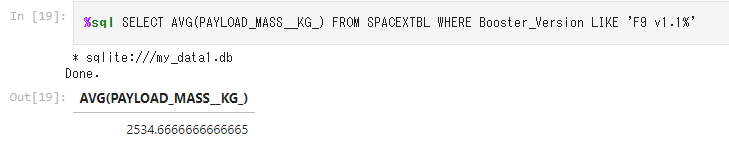 In [19]: %sql SELECT AVG(PAYLOAD_MASS__KG_) FROM SPACEXTBL WHERE Booster_Version LIKE 'F9 v1.1%'
* sqlite:///my_data1.db
Done.
Out[19]: AVG(PAYLOAD_MASS__KG_)
2534.6666666666665